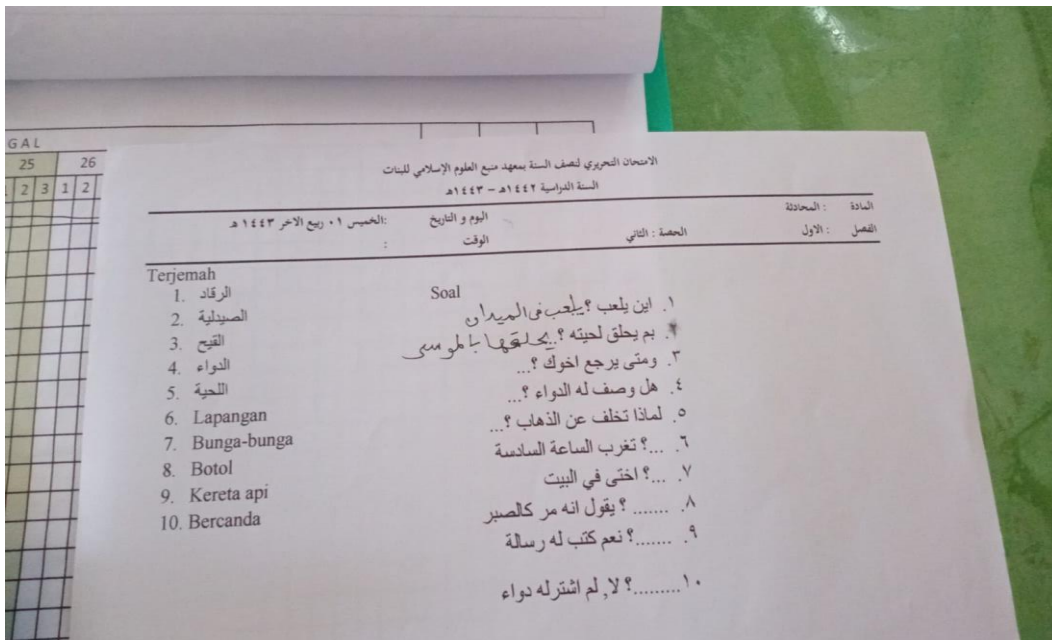 GAL
25 26
2 3 1 2
الامتحان التحريري لنصف السنة بمعهد منبع العلوم الإسلامي للبنات
السنة الدراسية ١٤٤٢هـ – ١٤٤٣هـ
المادة : المحادثة
اليوم و التاريخ :الخميس ٠١ ربيع الاخر ١٤٤٣ هـ
الفصل : الاول
الحصة : الثاني
الوقت :
Terjemah
1. الرقاد
2. الصيدلية
3. القيح
4. الدواء
5. اللحية
6. Lapangan
7. Bunga-bunga
8. Botol
9. Kereta api
10. Bercanda
Soal
١. اين يلعب ؟ يلعب في الميدان
٢. بم يحلق لحيته ؟.. يحلقها بالموسى
٣. ومتى يرجع اخوك ؟...
٤. هل وصف له الدواء ؟...
٥. لماذا تخلف عن الذهاب ؟...
٦. ...؟ تغرب الساعة السادسة
٧. ...؟ اختى في البيت
٨. ....... ؟ يقول انه مر كالصبر
٩. .......؟ نعم كتب له رسالة
١٠. .........؟ لا, لم اشترله دواء